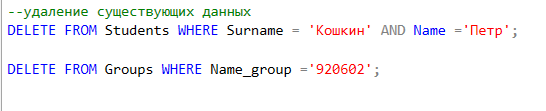 --удаление существующих данных
DELETE FROM Students WHERE Surname = 'Кошкин' AND Name ='Петр';
DELETE FROM Groups WHERE Name_group ='920602';